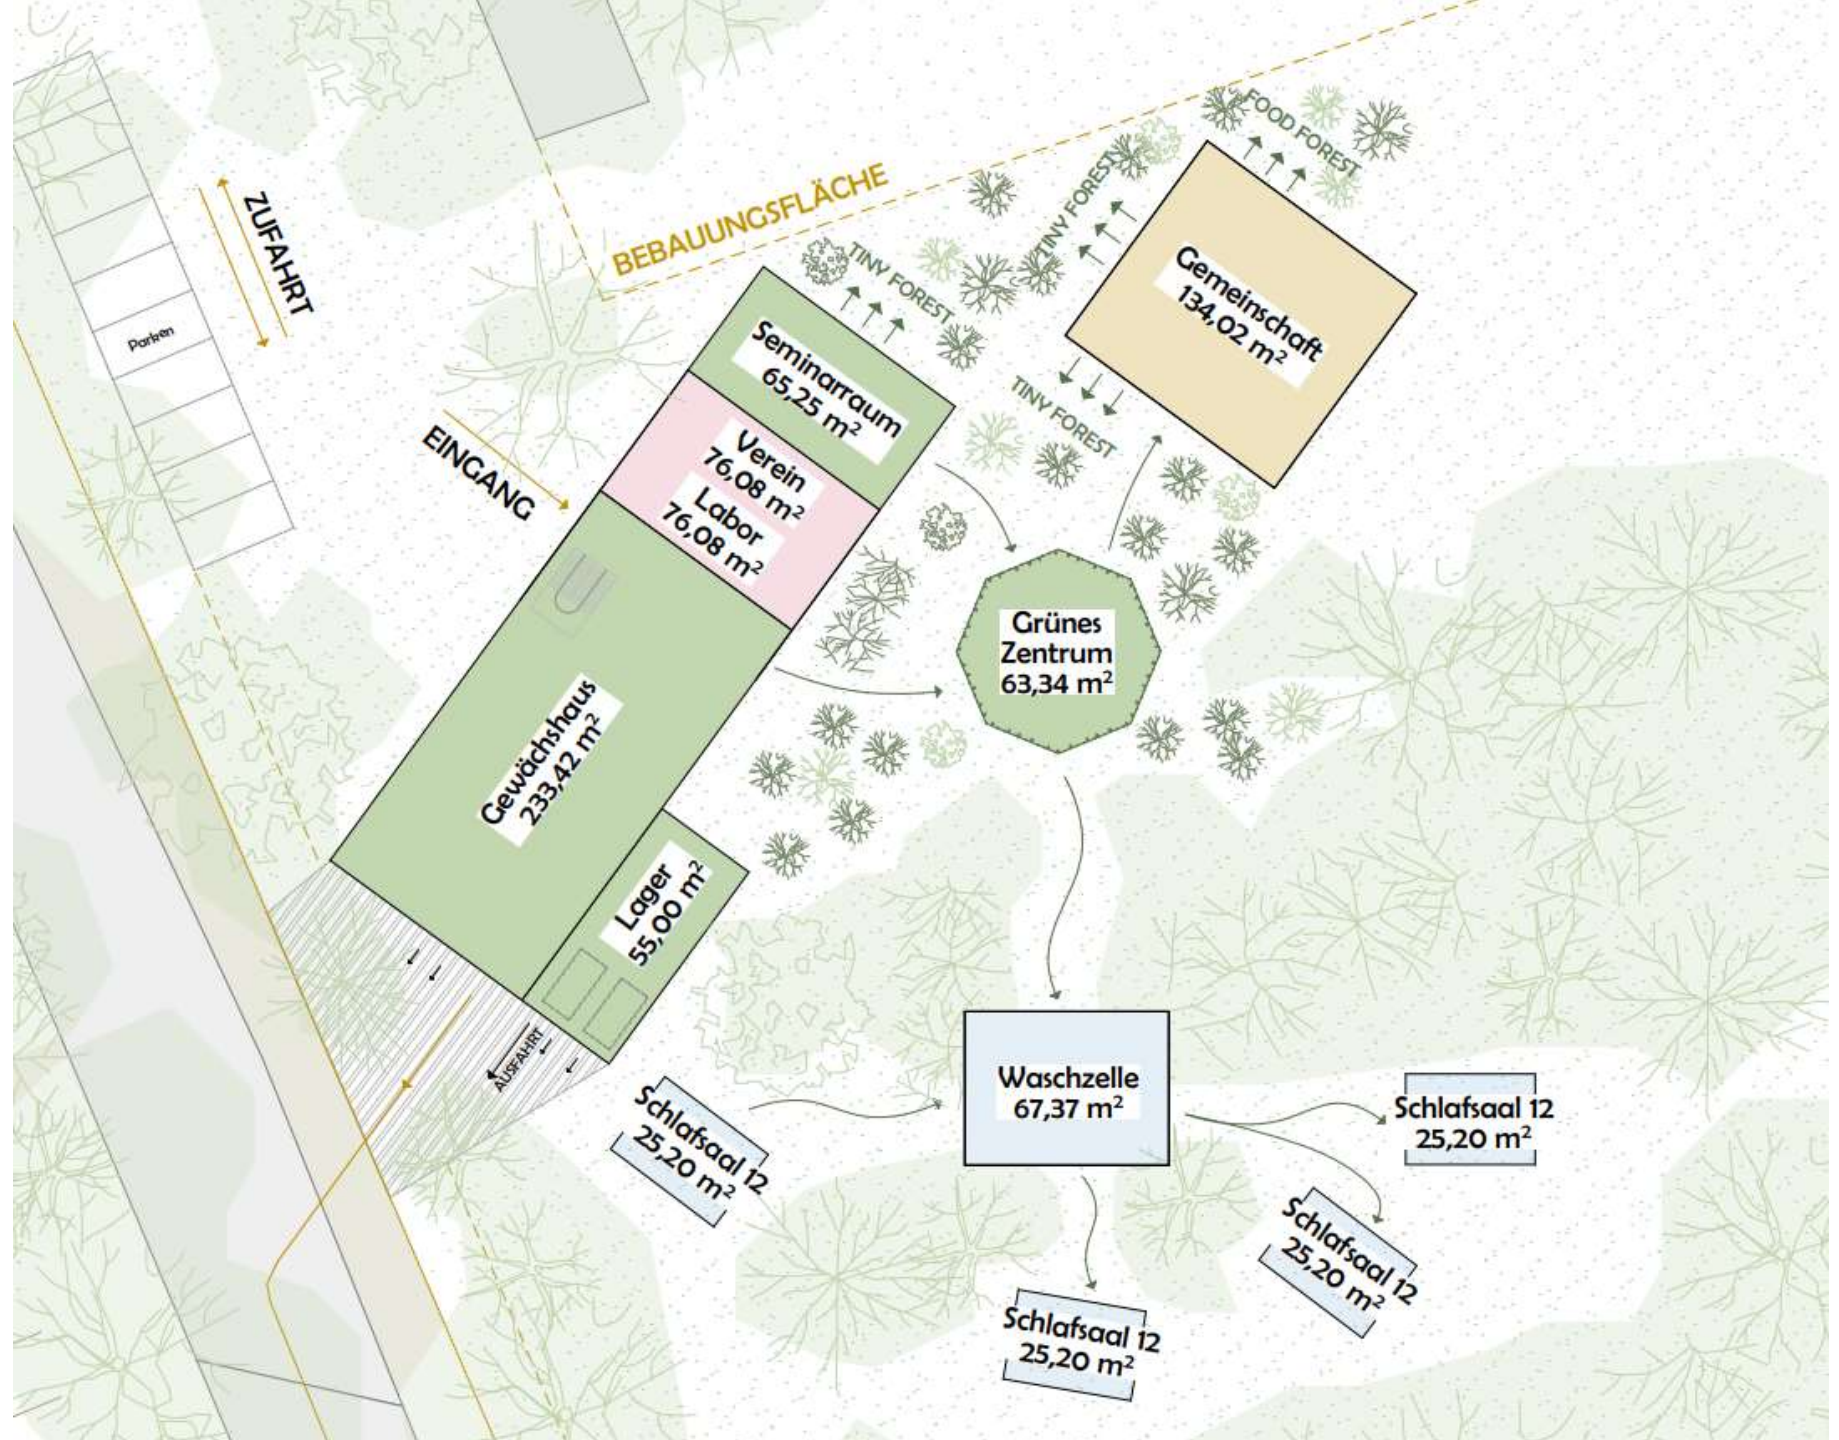 FOOD FOREST
TINY FOREST
BEBAUUNGSFLÄCHE
ZUFAHRT
TINY FOREST
Gemeinschaft
134,02 m²
Parken
Seminarraum
65,25 m²
TINY FOREST
EINGANG
Verein
76,08 m²
Labor
76,08 m²
Grünes
Zentrum
63,34 m²
Gewächshaus
233,42 m²
Lager
55,00 m²
AUSFAHRT
Waschzelle
67,37 m²
Schlafsaal 12
25,20 m²
Schlafsaal 12
25,20 m²
Schlafsaal 12
25,20 m²
Schlafsaal 12
25,20 m²